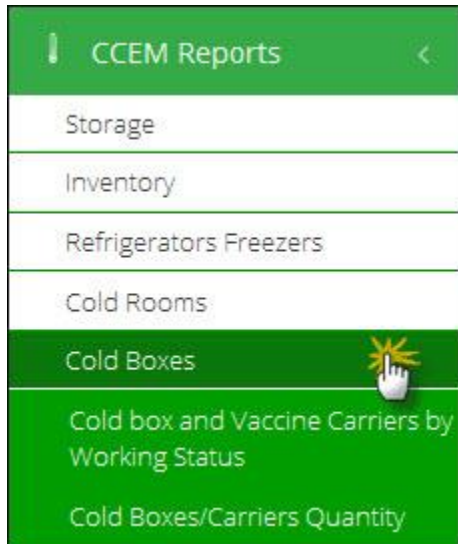 CCEM Reports
Storage
Inventory
Refrigerators Freezers
Cold Rooms
Cold Boxes
Cold box and Vaccine Carriers by
Working Status
Cold Boxes/Carriers Quantity